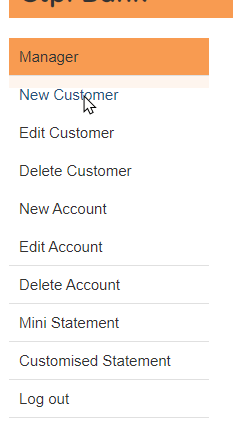 Manager
New Customer
Edit Customer
Delete Customer
New Account
Edit Account
Delete Account
Mini Statement
Customised Statement
Log out